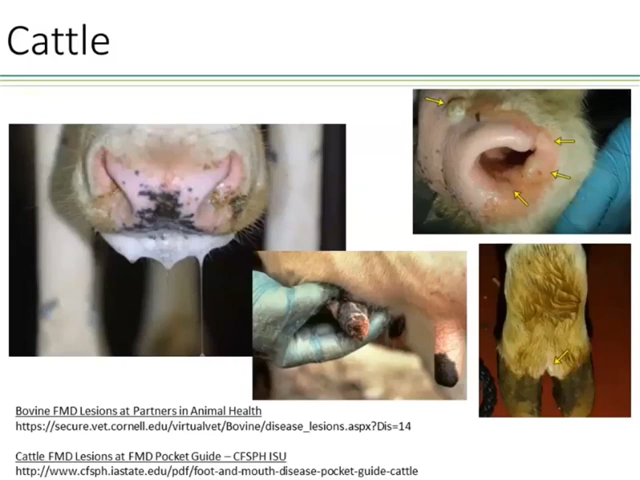 Cattle
Bovine FMD Lesions at Partners in Animal Health
https://secure.vet.cornell.edu/virtualvet/Bovine/disease_lesions.aspx?Dis=14
Cattle FMD Lesions at FMD Pocket Guide – CFSPH ISU
http://www.cfsph.iastate.edu/pdf/foot-and-mouth-disease-pocket-guide-cattle